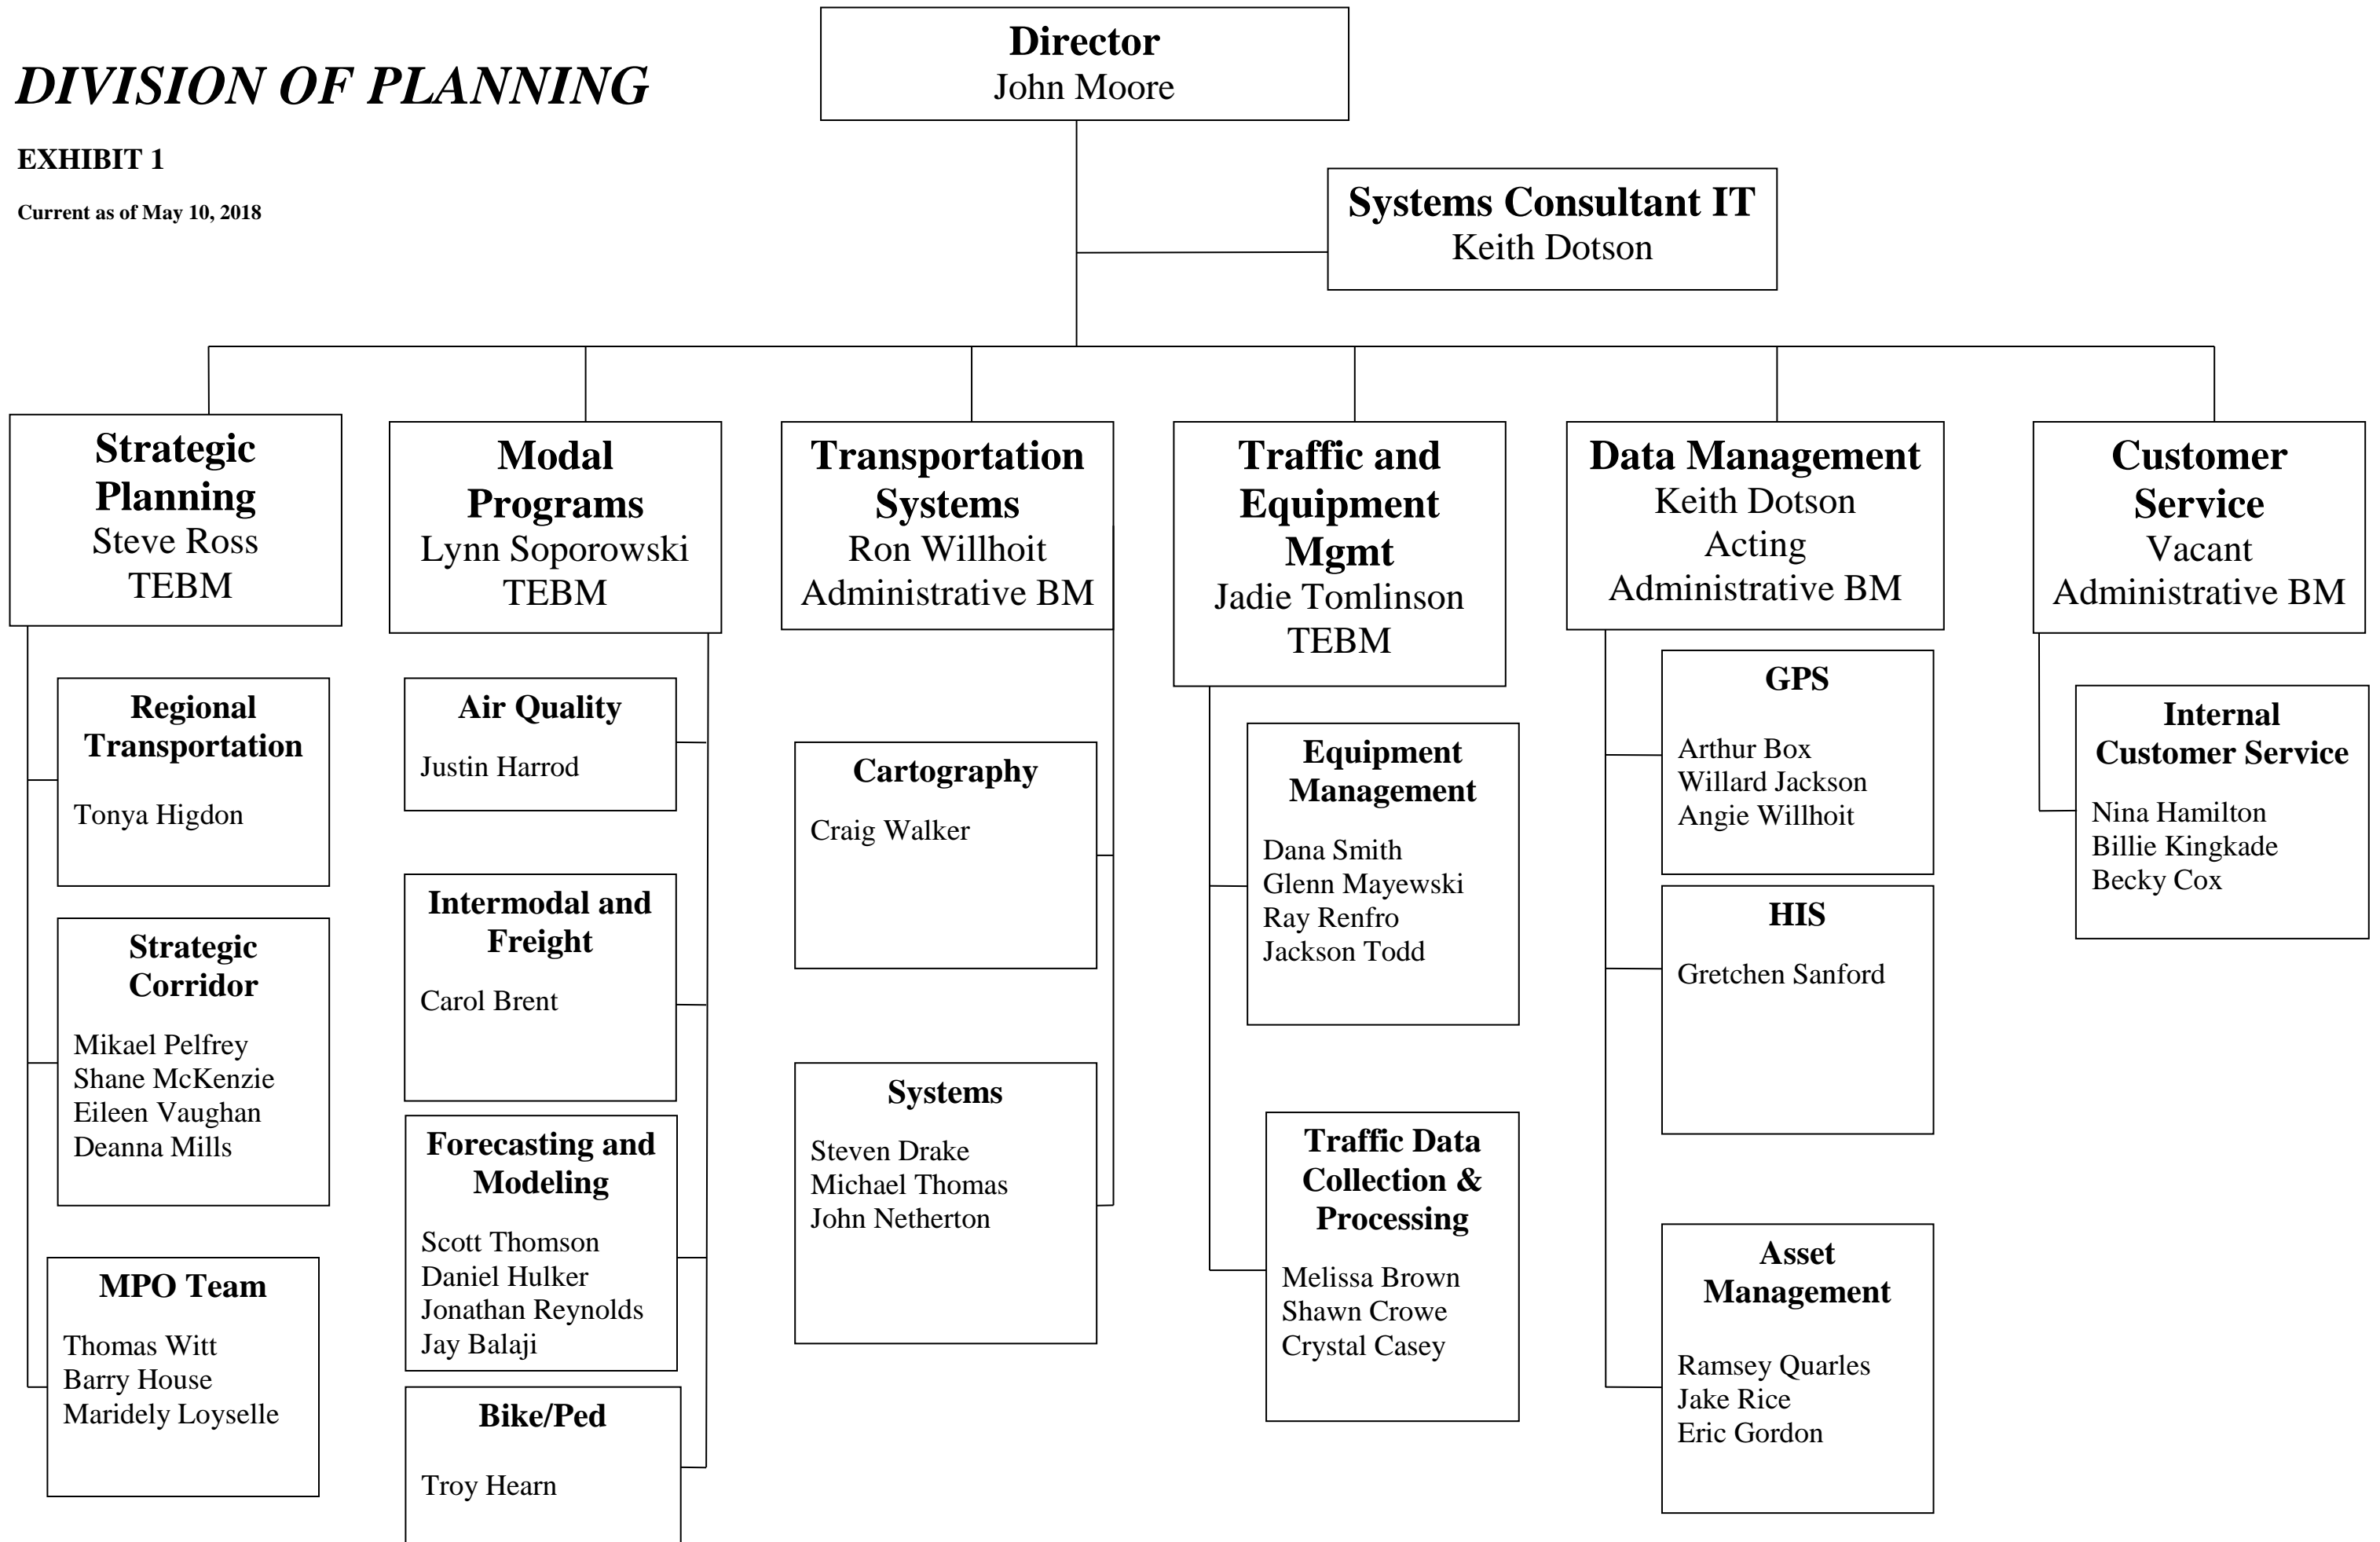 DIVISION OF PLANNING
EXHIBIT 1
Current as of May 10, 2018
Director
John Moore
Systems Consultant IT
Keith Dotson
Strategic
Planning
Steve Ross
TEBM
Regional
Transportation
Tonya Higdon
Strategic
Corridor
Mikael Pelfrey
Shane McKenzie
Eileen Vaughan
Deanna Mills
MPO Team
Thomas Witt
Barry House
Maridely Loyselle
Modal
Programs
Lynn Soporowski
TEBM
Air Quality
Justin Harrod
Intermodal and
Freight
Carol Brent
Forecasting and
Modeling
Scott Thomson
Daniel Hulker
Jonathan Reynolds
Jay Balaji
Bike/Ped
Troy Hearn
Transportation
Systems
Ron Willhoit
Administrative BM
Cartography
Craig Walker
Systems
Steven Drake
Michael Thomas
John Netherton
Traffic and
Equipment
Mgmt
Jadie Tomlinson
TEBM
Equipment
Management
Dana Smith
Glenn Mayewski
Ray Renfro
Jackson Todd
Traffic Data
Collection &
Processing
Melissa Brown
Shawn Crowe
Crystal Casey
Data Management
Keith Dotson
Acting
Administrative BM
GPS
Arthur Box
Willard Jackson
Angie Willhoit
HIS
Gretchen Sanford
Asset
Management
Ramsey Quarles
Jake Rice
Eric Gordon
Customer
Service
Vacant
Administrative BM
Internal
Customer Service
Nina Hamilton
Billie Kingkade
Becky Cox